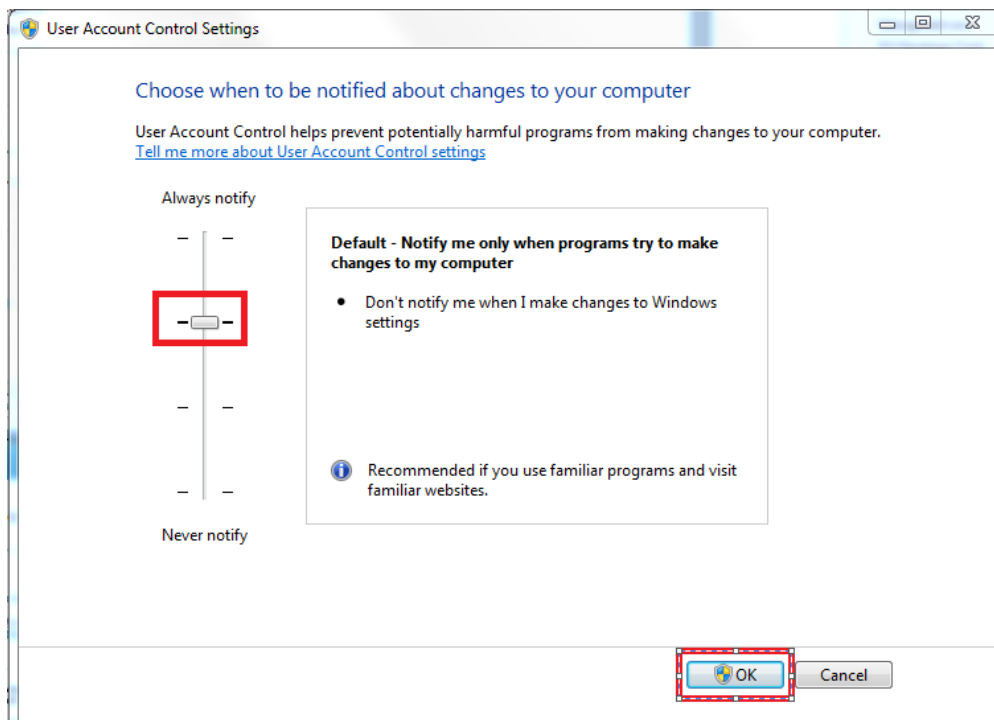 User Account Control Settings
Choose when to be notified about changes to your computer
User Account Control helps prevent potentially harmful programs from making changes to your computer.
Tell me more about User Account Control settings
Always notify
Default - Notify me only when programs try to make
changes to my computer
• Don't notify me when I make changes to Windows
settings
Recommended if you use familiar programs and visit
familiar websites.
Never notify
OK
Cancel